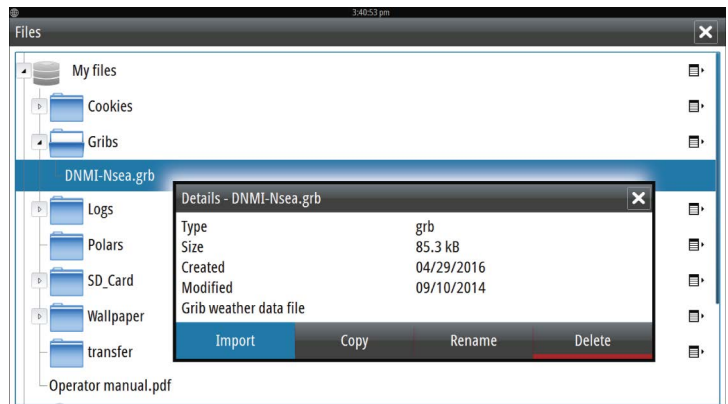 3:40:53 pm
Files
My files
Cookies
Gribs
DNMI-Nsea.grb
Logs
Polars
SD_Card
Wallpaper
transfer
Operator manual.pdf
Details - DNMI-Nsea.grb
Type grb
Size 85.3 kB
Created 04/29/2016
Modified 09/10/2014
Grib weather data file
Import Copy Rename Delete